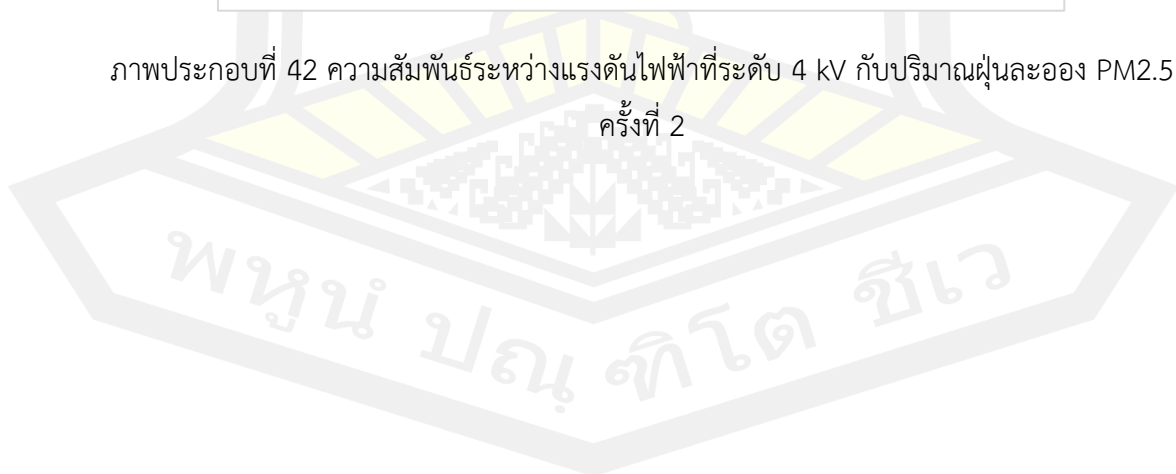 ภาพประกอบที่ 42 ความสัมพันธ์ระหว่างแรงดันไฟฟ้าที่ระดับ 4 kV กับปริมาณฝุ่นละออง PM2.5
ครั้งที่ 2
พหูนํ ปณฺฑิโต ชีเว